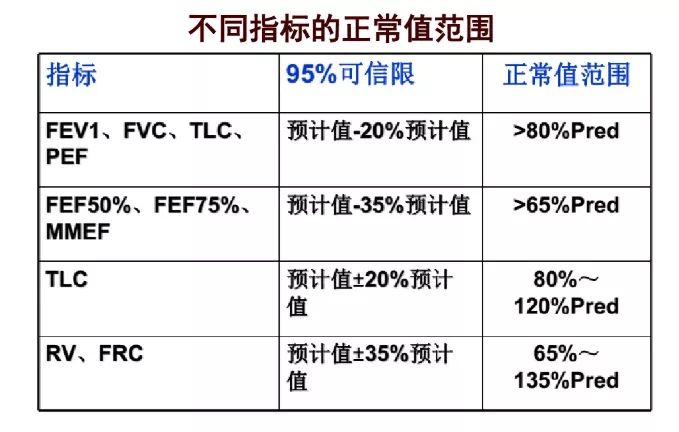 不同指标的正常值范围
指标 95%可信限 正常值范围
FEV1、FVC、TLC、 预计值-20%预计值 >80%Pred
PEF
FEF50%、FEF75%、 预计值-35%预计值 >65%Pred
MMEF
TLC 预计值±20%预计 80%～
值 120%Pred
RV、FRC 预计值±35%预计 65%～
值 135%Pred